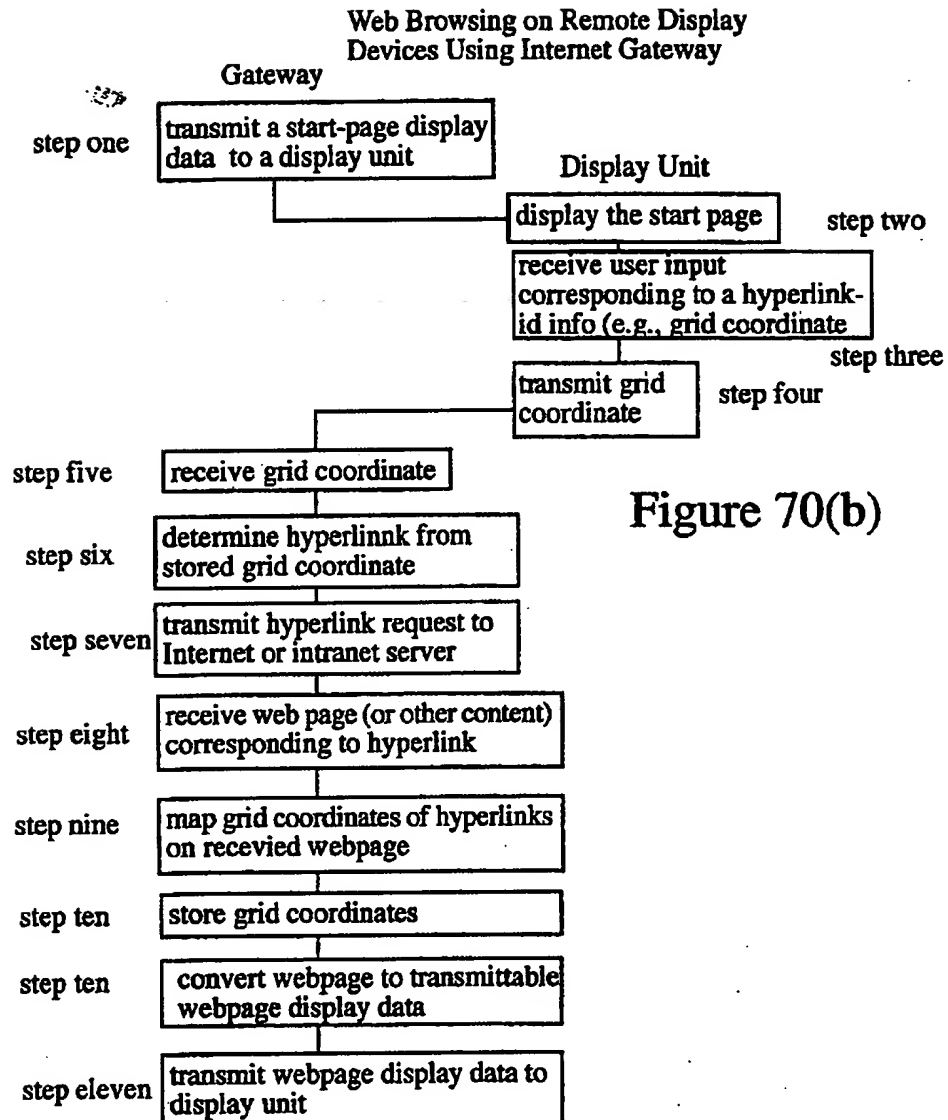 Web Browsing on Remote Display
Devices Using Internet Gateway
Gateway
step one
transmit a start-page display
data to a display unit
Display Unit
display the start page
step two
receive user input
corresponding to a hyperlink-
id info (e.g., grid coordinate
step three
transmit grid
coordinate
step four
step five
receive grid coordinate
Figure 70(b)
step six
determine hyperlinnk from
stored grid coordinate
step seven
transmit hyperlink request to
Internet or intranet server
step eight
receive web page (or other content)
corresponding to hyperlink
step nine
map grid coordinates of hyperlinks
on recevied webpage
step ten
store grid coordinates
step ten
convert webpage to transmittable
webpage display data
step eleven
transmit webpage display data to
display unit